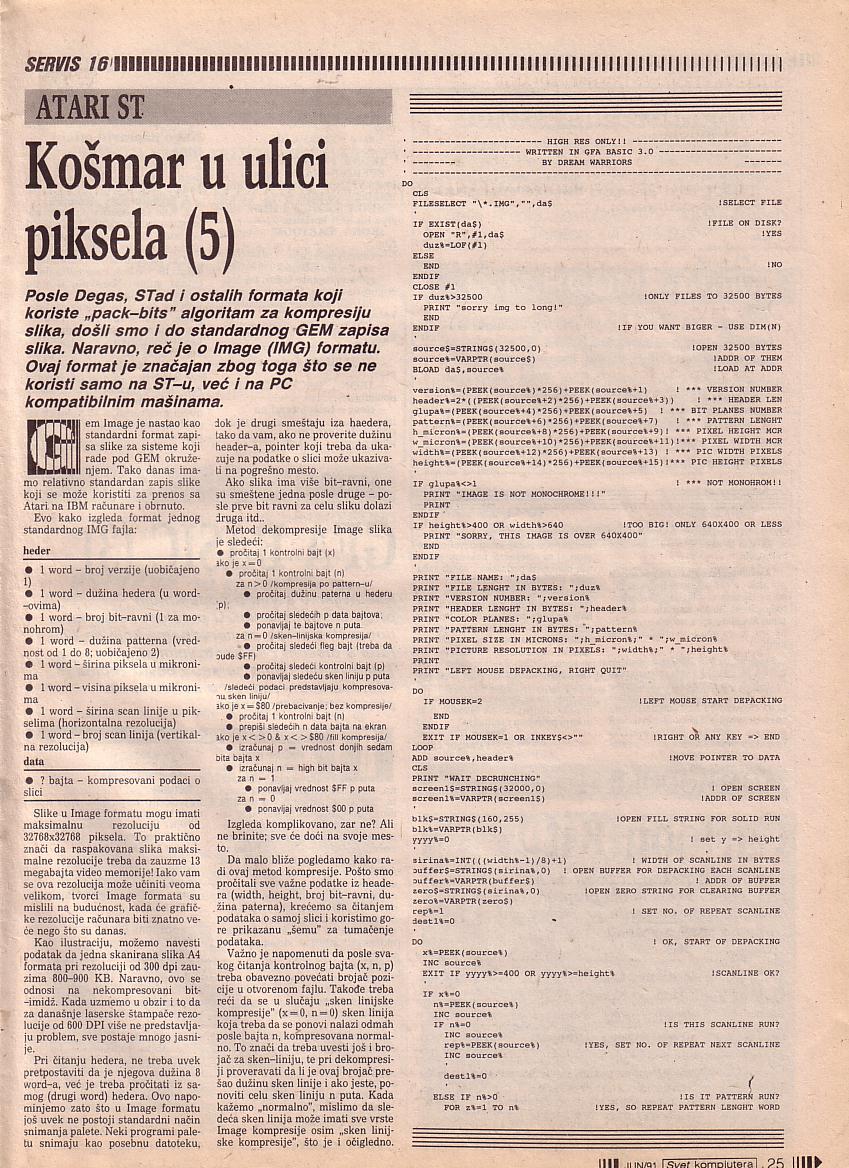 SERVIS 16
ATARI ST
Košmar u ulici
piksela (5)
Posle Degas, STad i ostalih formata koji
koriste „pack–bits” algoritam za kompresiju
slika, došli smo i do standardnog GEM zapisa
slika. Naravno, reč je o Image (IMG) formatu.
Ovaj format je značajan zbog toga što se ne
koristi samo na ST–u, već i na PC
kompatibilnim mašinama.
G
em Image je nastao kao
standardni format zapi-
sa slike za sisteme koji
rade pod GEM okruže-
njem. Tako danas ima-
mo relativno standardan zapis slike
koji se može koristiti za prenos sa
Atari na IBM računare i obrnuto.
Evo kako izgleda format jednog
standardnog IMG fajla:
heder
● 1 word - broj verzije (uobičajeno
1)
● 1 word - dužina hedera (u word-
-ovima)
● 1 word - broj bit–ravni (1 za mo-
nohrom)
● 1 word - dužina patterna (vred-
nost od 1 do 8; uobičajeno 2)
● 1 word - širina piksela u mikroni-
ma
● 1 word - visina piksela u mikroni-
ma
● 1 word - širina scan linije u pik-
selima (horizontalna rezolucija)
● 1 word - broj scan linija (vertikal-
na rezolucija)
data
● ? bajta - kompresovani podaci o
slici
Slike u Image formatu mogu imati
maksimalnu rezoluciju od
32768x32768 piksela. To praktično
znači da raspakovana slika maksi-
malne rezolucije treba da zauzme 13
megabajta video memorije! Iako vam
se ova rezolucija može učiniti veoma
velikom, tvorci Image formata su
mislili na budućnost, kada će grafič-
ke rezolucije računara biti znatno ve-
će nego što su danas.
Kao ilustraciju, možemo navesti
podatak da jedna skanirana slika A4
formata pri rezoluciji od 300 dpi zau-
zima 800–900 KB. Naravno, ovo se
odnosi na nekompresovani bit-
-imidž. Kada uzmemo u obzir i to da
za današnje laserske štampače rezo-
lucije od 600 DPI više ne predstavlja-
ju problem, sve postaje mnogo jasni-
je.
Pri čitanju hedera, ne treba uvek
pretpostaviti da je njegova dužina 8
word-a, već je treba pročitati iz sa-
mog (drugi word) hedera. Ovo napo-
minjemo zato što u Image formatu
još uvek ne postoji standardni način
snimanja palete. Neki programi pale-
tu snimaju kao posebnu datoteku,
dok je drugi smeštaju iza haedera,
tako da vam, ako ne proverite dužinu
header–a, pointer koji treba da uka-
zuje na podatke o slici može ukaziva-
ti na pogrešno mesto.
Ako slika ima više bit–ravni, one
su smeštene jedna posle druge – po-
sle prve bit ravni za celu sliku dolazi
druga itd..
Metod dekompresije Image slika
je sledeći:
● pročitaj 1 kontrolni bajt (x)
ako je x=0
● pročitaj 1 kontrolni bajt (n)
za n>0 /kompresija po pattern–u/
● pročitaj dužinu paterna u hederu
(p);
● pročitaj sledećih p data bajtova;
● ponavljaj te bajtove n puta.
za n=0 /sken–linijska kompresija/
● pročitaj sledeći fleg bajt (treba da
bude $FF)
● pročitaj sledeći kontrolni bajt (p)
● ponavljaj sledeću sken liniju p puta
/sledeći podaci predstavljaju kompresova-
nu sken liniju/
ako je x=$80 /prebacivanje; bez kompresije/
● pročitaj 1 kontrolni bajt (n)
● prepiši sledećih n data bajta na ekran
ako je x<>0 & x<>$80 /fill kompresija/
● izračunaj p = vrednost donjih sedam
bita bajta x
● izračunaj n = high bit bajta x
za n = 1
● ponavljaj vrednost $FF p puta
za n = 0
● ponavljaj vrednost $00 p puta
Izgleda komplikovano, zar ne? Ali
ne brinite; sve će doći na svoje mes-
to.
Da malo bliže pogledamo kako ra-
di ovaj metod kompresije. Pošto smo
pročitali sve važne podatke iz heade-
ra (width, height, broj bit–ravni, du-
žina paterna), krećemo sa čitanjem
podataka o samoj slici i koristimo go-
re prikazanu „šemu” za tumačenje
podataka.
Važno je napomenuti da posle sva-
kog čitanja kontrolnog bajta (x, n, p)
treba obavezno povećati brojač pozi-
cije u otvorenom fajlu. Takođe treba
reći da se u slučaju „sken linijske
kompresije” (x=0, n=0) sken linija
koja treba da se ponovi nalazi odmah
posle bajta n, kompresovana normal-
no. To znači da treba uvesti još i bro-
jač za sken–liniju, te pri dekompresi-
ji proveravati da li je ovaj brojač pre-
šao dužinu sken linije i ako jeste, po-
noviti celu sken liniju n puta. Kada
kažemo „normalno”, mislimo da sle-
deća sken linija može imati sve vrste
Image kompresije osim „sken linij-
ske kompresije”, što je i očigledno.
' ------------------------ HIGH RES ONLY!! ----------------------------
' -------------------- WRITTEN IN GFA BASIC 3.0 -----------------------
' -------- BY DREAM WARRIORS -------
' ---------------------------------------------------------------------
DO
CLS
FILESELECT "\*.IMG","",da$ !SELECT FILE
'
IF EXIST(da$) !FILE ON DISK?
OPEN "R",#1,da$ !YES
duz%=LOF(#1)
ELSE
END !NO
ENDIF
CLOSE #1
IF duz%>32500 !ONLY FILES TO 32500 BYTES
PRINT "sorry img to long!"
END
ENDIF !IF YOU WANT BIGER - USE DIM(N)
'
source$=STRING$(32500,0) !OPEN 32500 BYTES
source%=VARPTR(source$) !ADDR OF THEM
BLOAD da$,source% !LOAD AT ADDR
'
version%=(PEEK(source%)*256)+PEEK(source%+1) ! *** VERSION NUMBER
header%=2*((PEEK(source%+2)*256)+PEEK(source%+3)) ! *** HEADER LEN
glupa%=(PEEK(source%+4)*256)+PEEK(source%+5) ! *** BIT PLANES NUMBER
pattern%=(PEEK(source%+6)*256)+PEEK(source%+7) ! *** PATTERN LENGHT
h_micron%=(PEEK(source%+8)*256)+PEEK(source%+9)! *** PIXEL HEIGHT MCR
w_micron%=(PEEK(source%+10)*256)+PEEK(source%+11)!*** PIXEL WIDTH MCR
width%=(PEEK(source%+12)*256)+PEEK(source%+13) ! *** PIC WIDTH PIXELS
height%=(PEEK(source%+14)*256)+PEEK(source%+15)!*** PIC HEIGHT PIXELS
'
IF glupa%<>1 ! *** NOT MONOHROM!!
PRINT "IMAGE IS NOT MONOCHROME!!!"
PRINT
ENDIF
IF height%>400 OR width%>640 !TOO BIG! ONLY 640X400 OR LESS
PRINT "SORRY, THIS IMAGE IS OVER 640X400"
END
ENDIF
'
PRINT "FILE NAME: ";da$
PRINT "FILE LENGHT IN BYTES: ";duz%
PRINT "VERSION NUMBER: ";version%
PRINT "HEADER LENGHT IN BYTES: ";header%
PRINT "COLOR PLANES: ";glupa%
PRINT "PATTERN LENGHT IN BYTES: ";pattern%
PRINT "PIXEL SIZE IN MICRONS: ";h_micron%;" * ";w_micron%
PRINT "PICTURE RESOLUTION IN PIXELS: ";width%;" * ";height%
PRINT
PRINT "LEFT MOUSE DEPACKING, RIGHT QUIT"
'
DO
IF MOUSEK=2 !LEFT MOUSE START DEPACKING
END
ENDIF
EXIT IF MOUSEK=1 OR INKEY$<>"" !RIGHT OR ANY KEY => END
LOOP
ADD source%,header% !MOVE POINTER TO DATA
CLS
PRINT "WAIT DECRUNCHING"
screen1$=STRING$(32000,0) ! OPEN SCREEN
screen1%=VARPTR(screen1$) !ADDR OF SCREEN
'
blk$=STRING$(160,255) !OPEN FILL STRING FOR SOLID RUN
blk%=VARPTR(blk$)
yyyy%=0 ! set y => height
'
sirina%=INT(((width%-1)/8)+1) ! WIDTH OF SCANLINE IN BYTES
buffer$=STRING$(sirina%,0) ! OPEN BUFFER FOR DEPACKING EACH SCANLINE
buffer%=VARPTR(buffer$) ! ADDR OF BUFFER
zero$=STRING$(sirina%,0) !OPEN ZERO STRING FOR CLEARING BUFFER
zero%=VARPTR(zero$)
rep%=1 ! SET NO. OF REPEAT SCANLINE
dest1%=0
'
DO ! OK, START OF DEPACKING
x%=PEEK(source%)
INC source%
EXIT IF yyyy%>=400 OR yyyy%>=height% !SCANLINE OK?
'
IF x%=0
n%=PEEK(source%)
INC source%
IF n%=0 !IS THIS SCANLINE RUN?
INC source%
rep%=PEEK(source%) !YES, SET NO. OF REPEAT NEXT SCANLINE
INC source%
'
dest1%=0
'
ELSE IF n%>0 !IS IT PATTERN RUN?
FOR z%=1 TO n% !YES, SO REPEAT PATTERN LENGHT WORD
JUN/91 Svet kompjutera 25